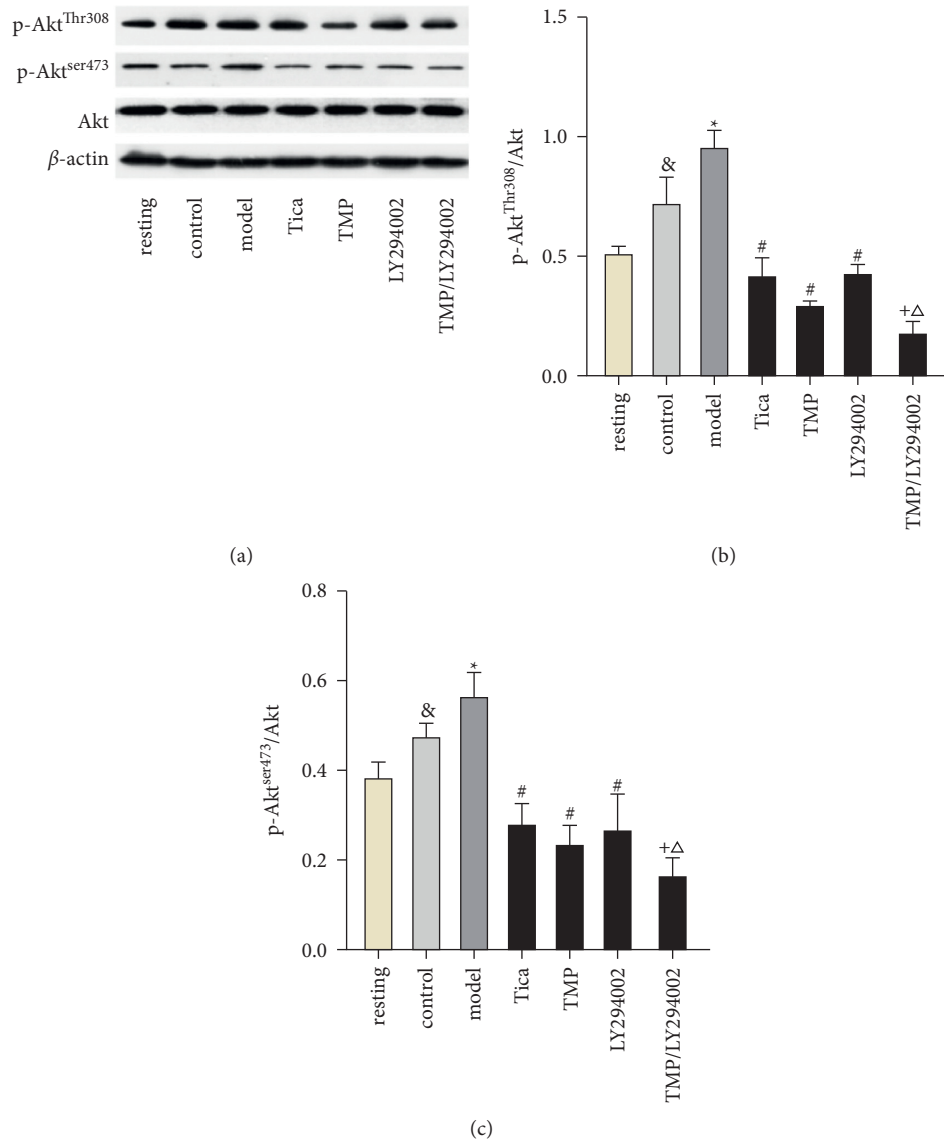 p-Akt^Thr308
p-Akt^ser473
Akt
β-actin
resting
control
model
Tica
TMP
LY294002
TMP/LY294002
(a)
p-Akt^Thr308/Akt
1.5
1.0
0.5
0.0
&
*
#
#
#
+△
resting
control
model
Tica
TMP
LY294002
TMP/LY294002
(b)
p-Akt^ser473/Akt
0.8
0.6
0.4
0.2
0.0
&
*
#
#
#
+△
resting
control
model
Tica
TMP
LY294002
TMP/LY294002
(c)